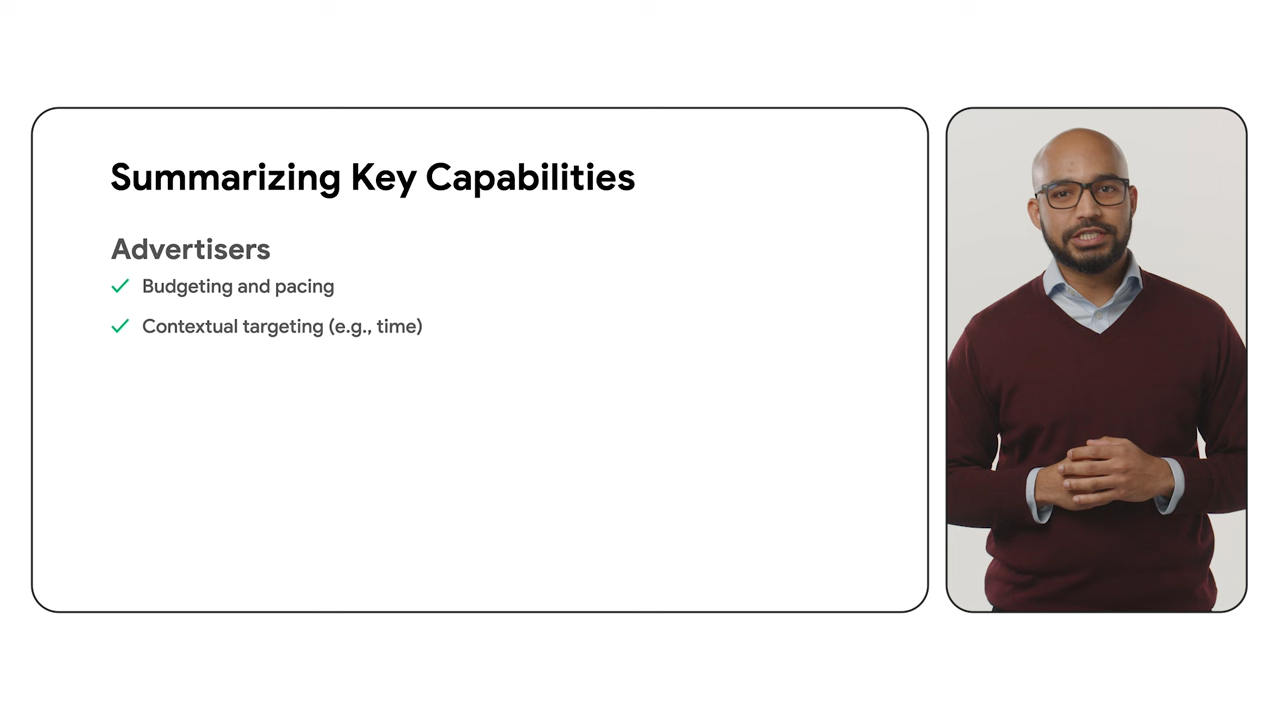 Summarizing Key Capabilities
Advertisers
Budgeting and pacing
Contextual targeting (e.g., time)